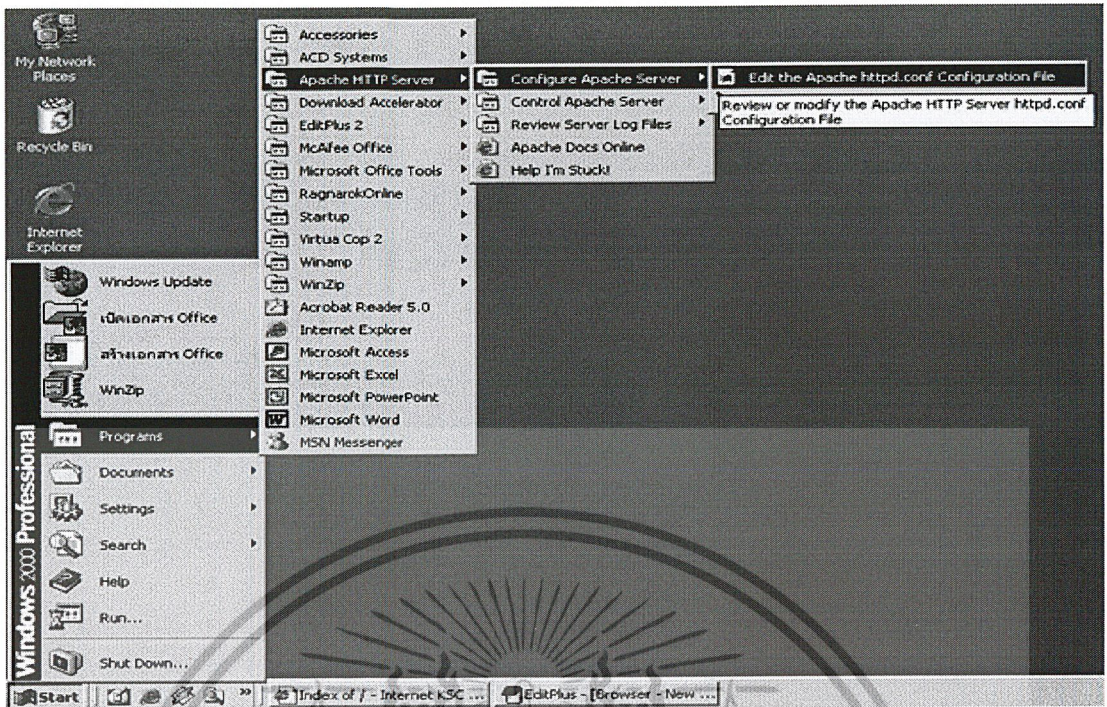 My Network
Places
Recycle Bin
Internet
Explorer
Windows Update
เปิดเอกสาร Office
สร้างเอกสาร Office
WinZip
Programs
Documents
Settings
Search
Help
Run...
Shut Down...
Windows 2000 Professional
Accessories
ACD Systems
Apache HTTP Server
Download Accelerator
EditPlus 2
McAfee Office
Microsoft Office Tools
RagnarokOnline
Startup
Virtua Cop 2
Winamp
WinZip
Acrobat Reader 5.0
Internet Explorer
Microsoft Access
Microsoft Excel
Microsoft PowerPoint
Microsoft Word
MSN Messenger
Configure Apache Server
Control Apache Server
Review Server Log Files
Apache Docs Online
Help I'm Stuck!
Edit the Apache httpd.conf Configuration File
Review or modify the Apache HTTP Server httpd.conf
Configuration File
Start
»
Index of / - Internet KSC ...
EditPlus - [Browser - New ...